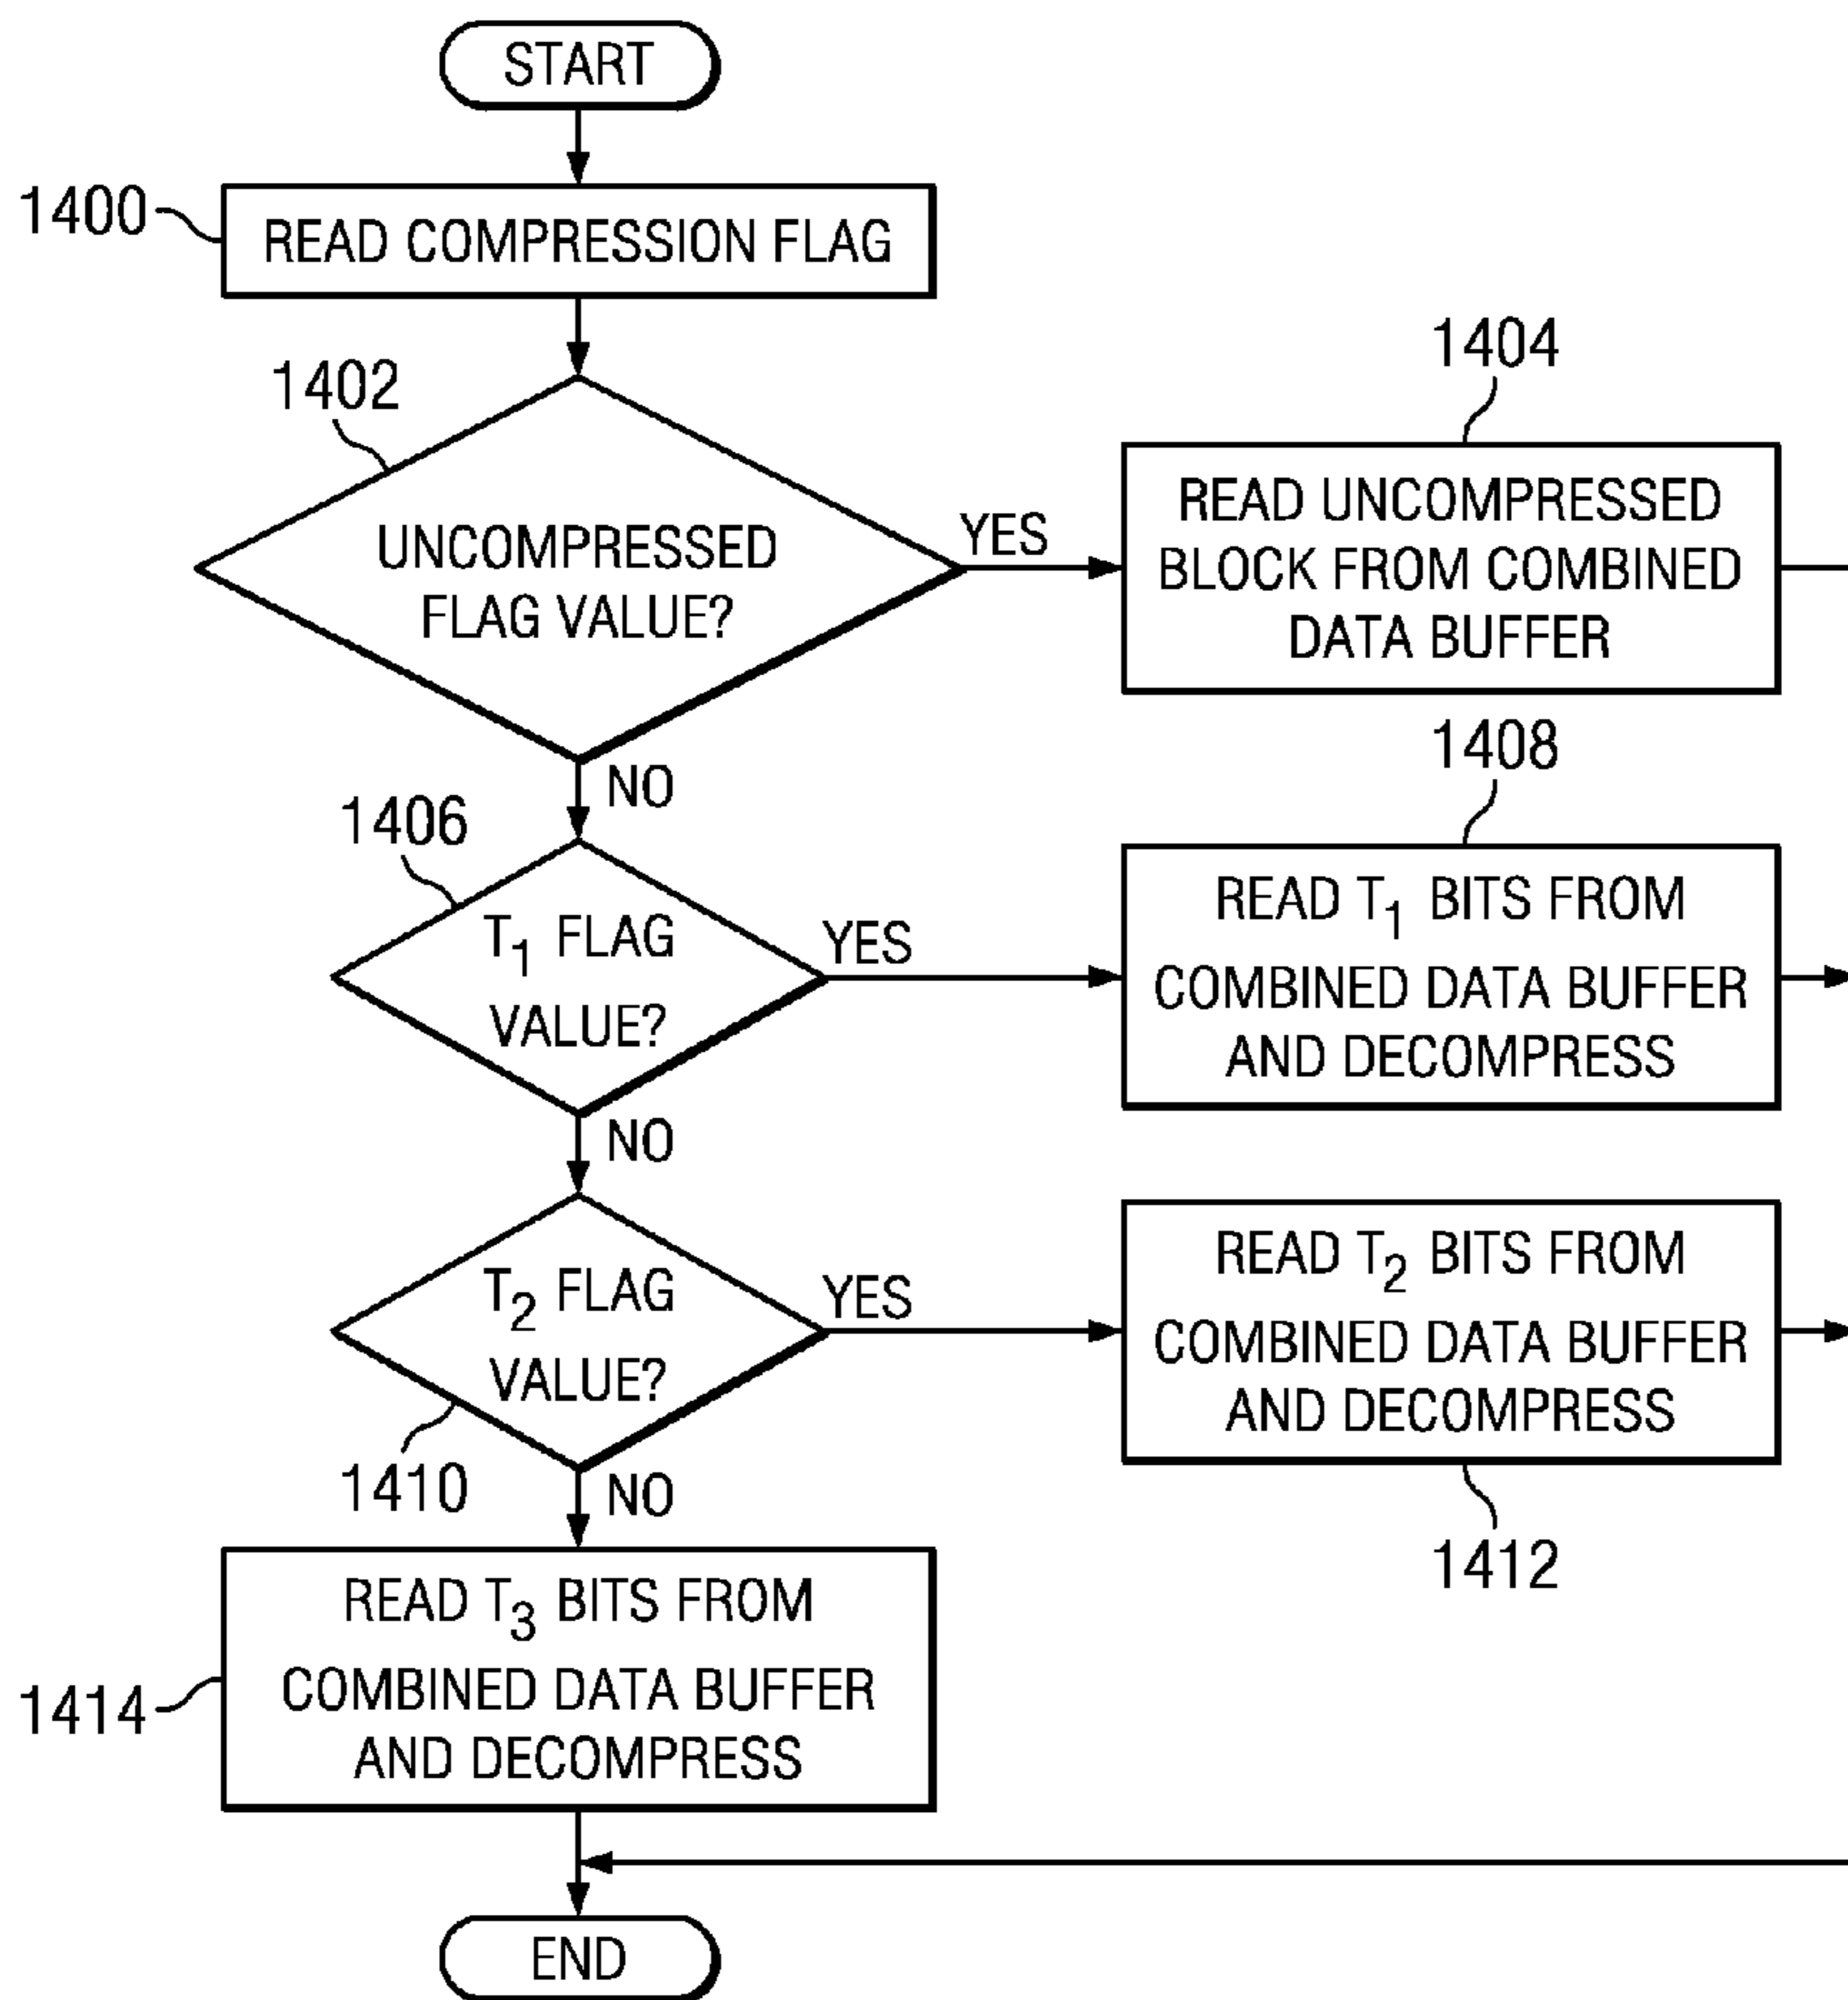 START
1400
READ COMPRESSION FLAG
1402
UNCOMPRESSED
FLAG VALUE?
YES
1404
READ UNCOMPRESSED
BLOCK FROM COMBINED
DATA BUFFER
NO
1406
T1 FLAG
VALUE?
YES
1408
READ T1 BITS FROM
COMBINED DATA BUFFER
AND DECOMPRESS
NO
T2 FLAG
VALUE?
1410
YES
READ T2 BITS FROM
COMBINED DATA BUFFER
AND DECOMPRESS
1412
NO
READ T3 BITS FROM
COMBINED DATA BUFFER
AND DECOMPRESS
1414
END